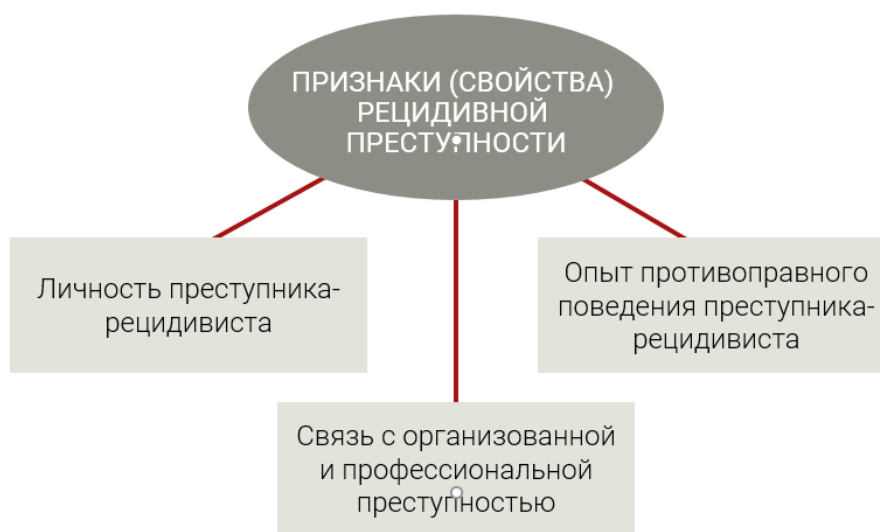 ПРИЗНАКИ (СВОЙСТВА)
РЕЦИДИВНОЙ
ПРЕСТУПНОСТИ
Личность преступника-
рецидивиста
Опыт противоправного
поведения преступника-
рецидивиста
Связь с организованной
и профессиональной
преступностью